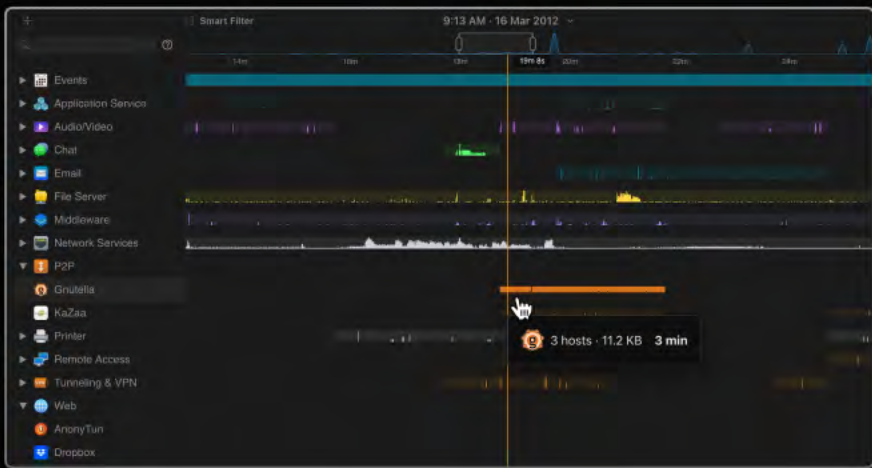 Smart Filter
9:13 AM · 16 Mar 2012
14m
16m
18m
19m 8s
20m
22m
24m
Events
Application Service
Audio/Video
Chat
Email
File Server
Middleware
Network Services
P2P
Gnutella
KaZaa
Printer
Remote Access
Tunneling & VPN
Web
AnonyTun
Dropbox
3 hosts · 11.2 KB 3 min